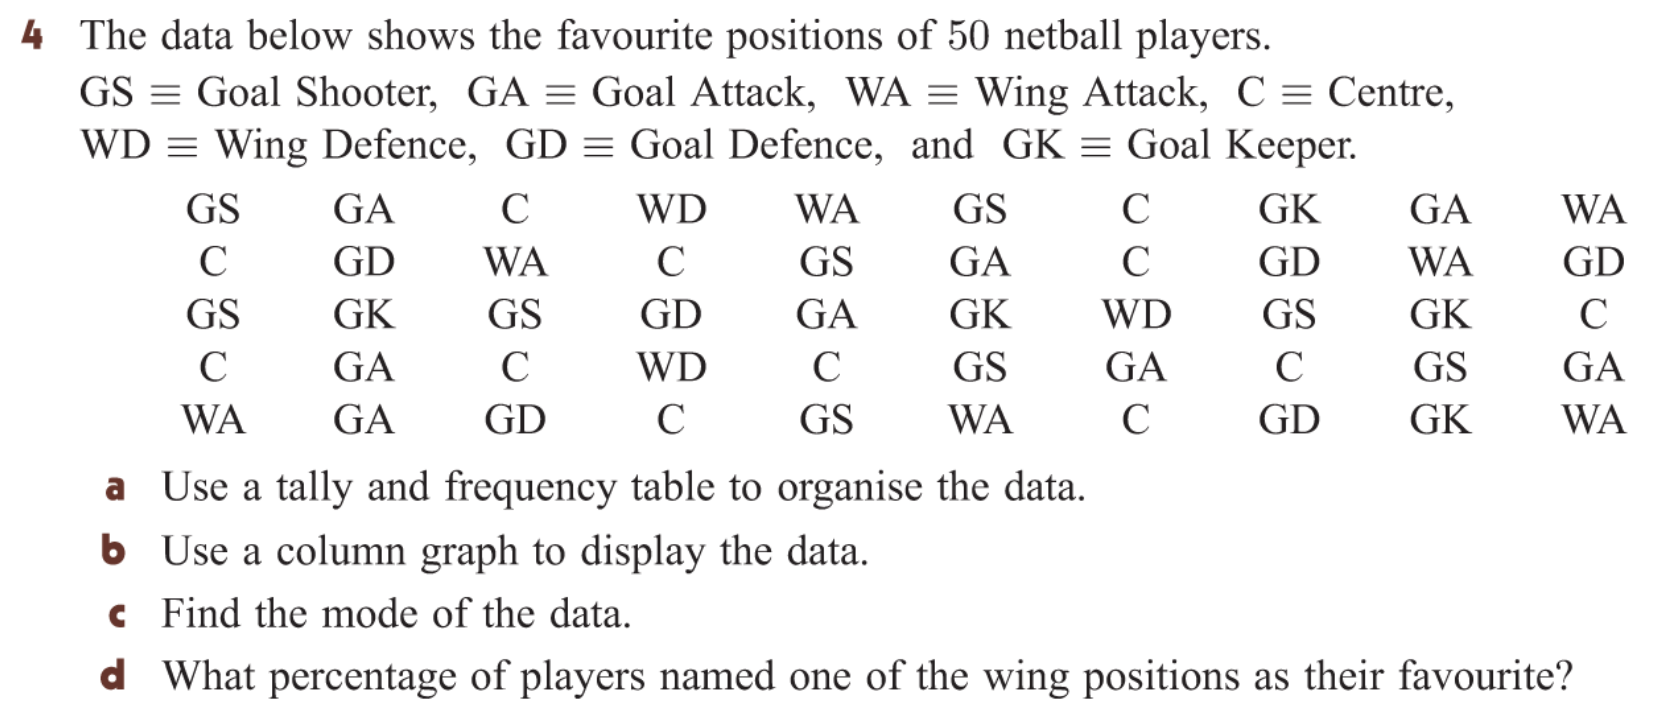 4 The data below shows the favourite positions of 50 netball players.
GS ≡ Goal Shooter, GA ≡ Goal Attack, WA ≡ Wing Attack, C ≡ Centre,
WD ≡ Wing Defence, GD ≡ Goal Defence, and GK ≡ Goal Keeper.
GS GA C WD WA GS C GK GA WA
C GD WA C GS GA C GD WA GD
GS GK GS GD GA GK WD GS GK C
C GA C WD C GS GA C GS GA
WA GA GD C GS WA C GD GK WA
a Use a tally and frequency table to organise the data.
b Use a column graph to display the data.
c Find the mode of the data.
d What percentage of players named one of the wing positions as their favourite?